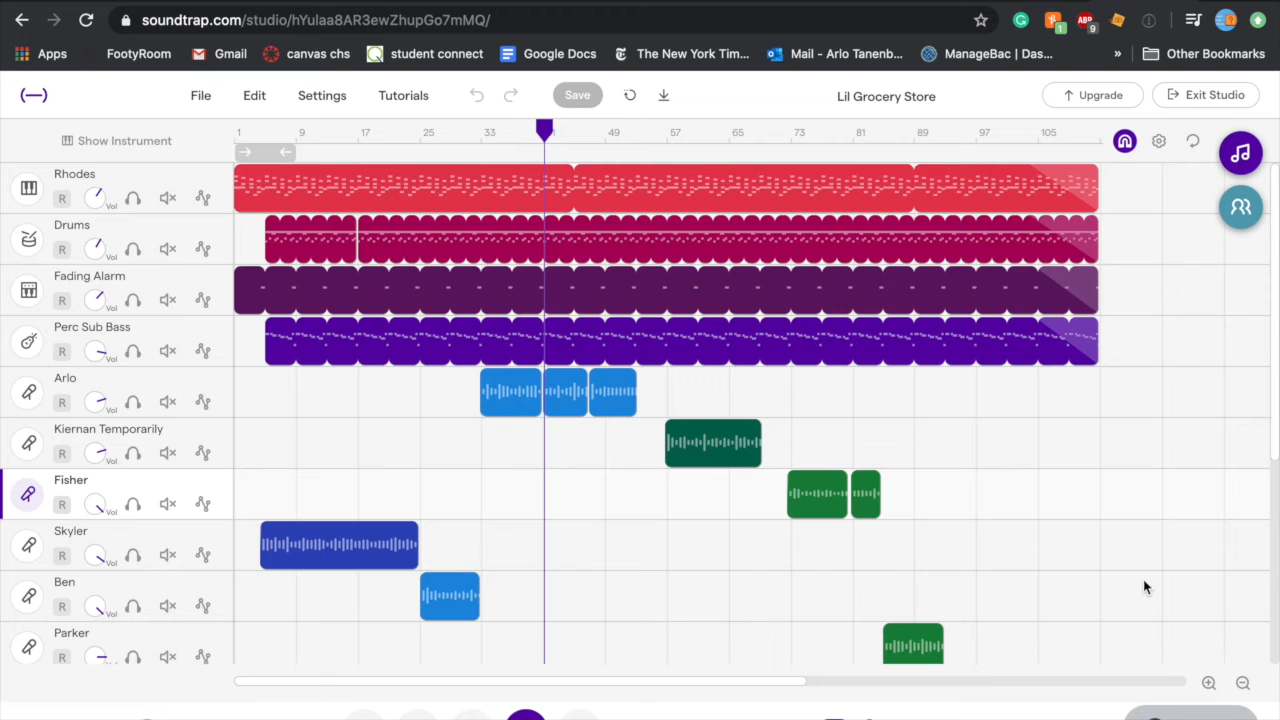 soundtrap.com/studio/hYulaa8AR3ewZhupGo7mMQ/
1
9
Apps
FootyRoom
Gmail
canvas chs
student connect
Google Docs
The New York Tim...
Mail - Arlo Tanenb...
ManageBac | Das...
»
Other Bookmarks
File
Edit
Settings
Tutorials
Save
Lil Grocery Store
Upgrade
Exit Studio
Show Instrument
1 9 17 25 33 49 57 65 73 81 89 97 105
Rhodes
R Vol
Drums
R Vol
Fading Alarm
R Vol
Perc Sub Bass
R Vol
Arlo
R Vol
Kiernan Temporarily
R Vol
Fisher
R Vol
Skyler
R Vol
Ben
R Vol
Parker
R Vol